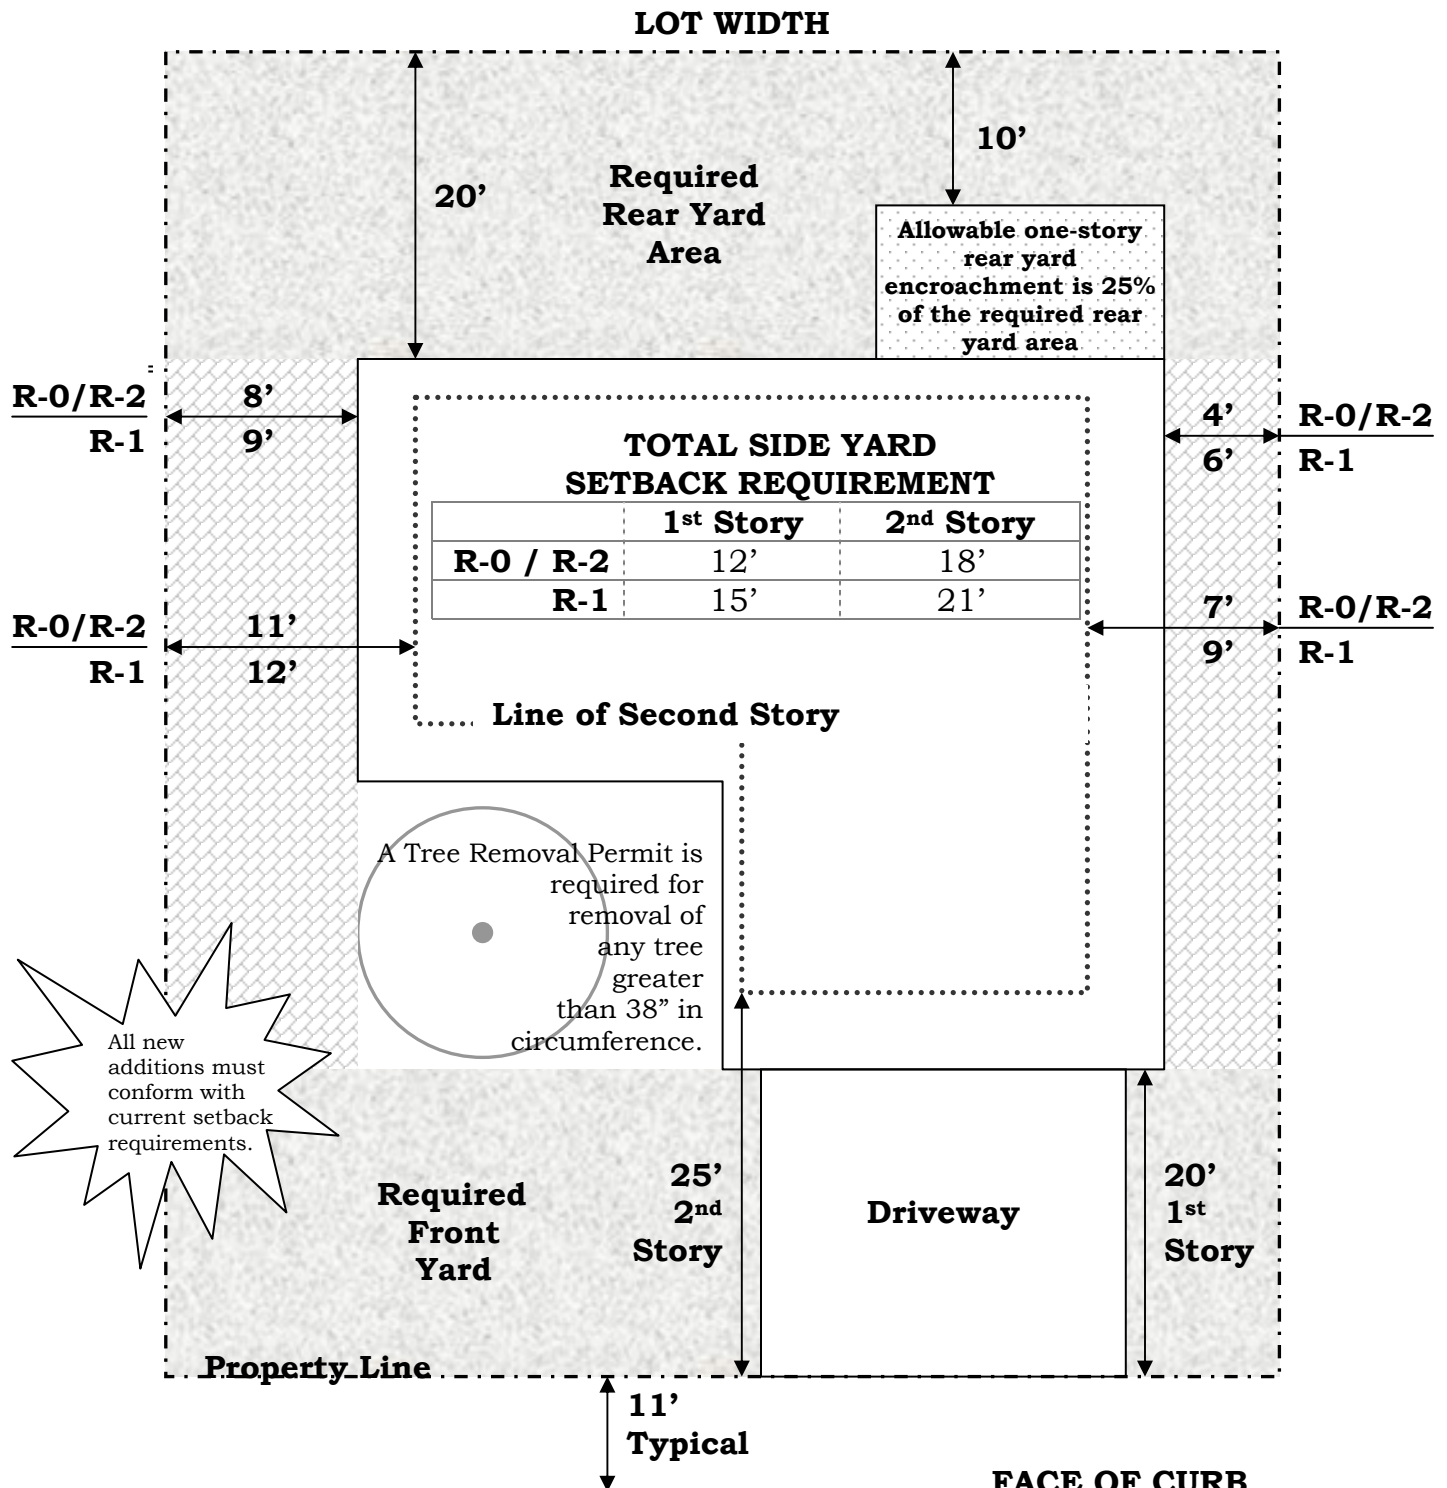 LOT WIDTH
10’
20’
Required
Rear Yard
Area
Allowable one-story
rear yard
encroachment is 25%
of the required rear
yard area
"
R-0/R-2
R-1
8’
9’
4’
6’
R-0/R-2
R-1
TOTAL SIDE YARD
SETBACK REQUIREMENT
1st Story 2nd Story
R-0 / R-2 12’ 18’
R-1 15’ 21’
R-0/R-2
R-1
11’
12’
7’
9’
R-0/R-2
R-1
Line of Second Story
A Tree Removal Permit is
required for
removal of
any tree
greater
than 38” in
circumference.
All new
additions must
conform with
current setback
requirements.
Required
Front
Yard
25’
2nd
Story
Driveway
20’
1st
Story
Property Line
11’
Typical
FACE OF CURB